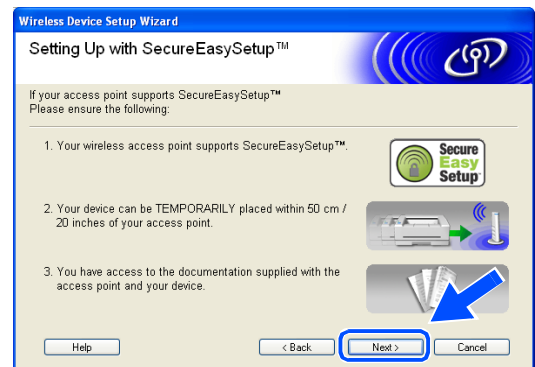 Wireless Device Setup Wizard
Setting Up with SecureEasySetup™
If your access point supports SecureEasySetup™
Please ensure the following:
1. Your wireless access point supports SecureEasySetup™.
Secure
Easy
Setup
2. Your device can be TEMPORARILY placed within 50 cm /
20 inches of your access point.
3. You have access to the documentation supplied with the
access point and your device.
Help
< Back
Next >
Cancel